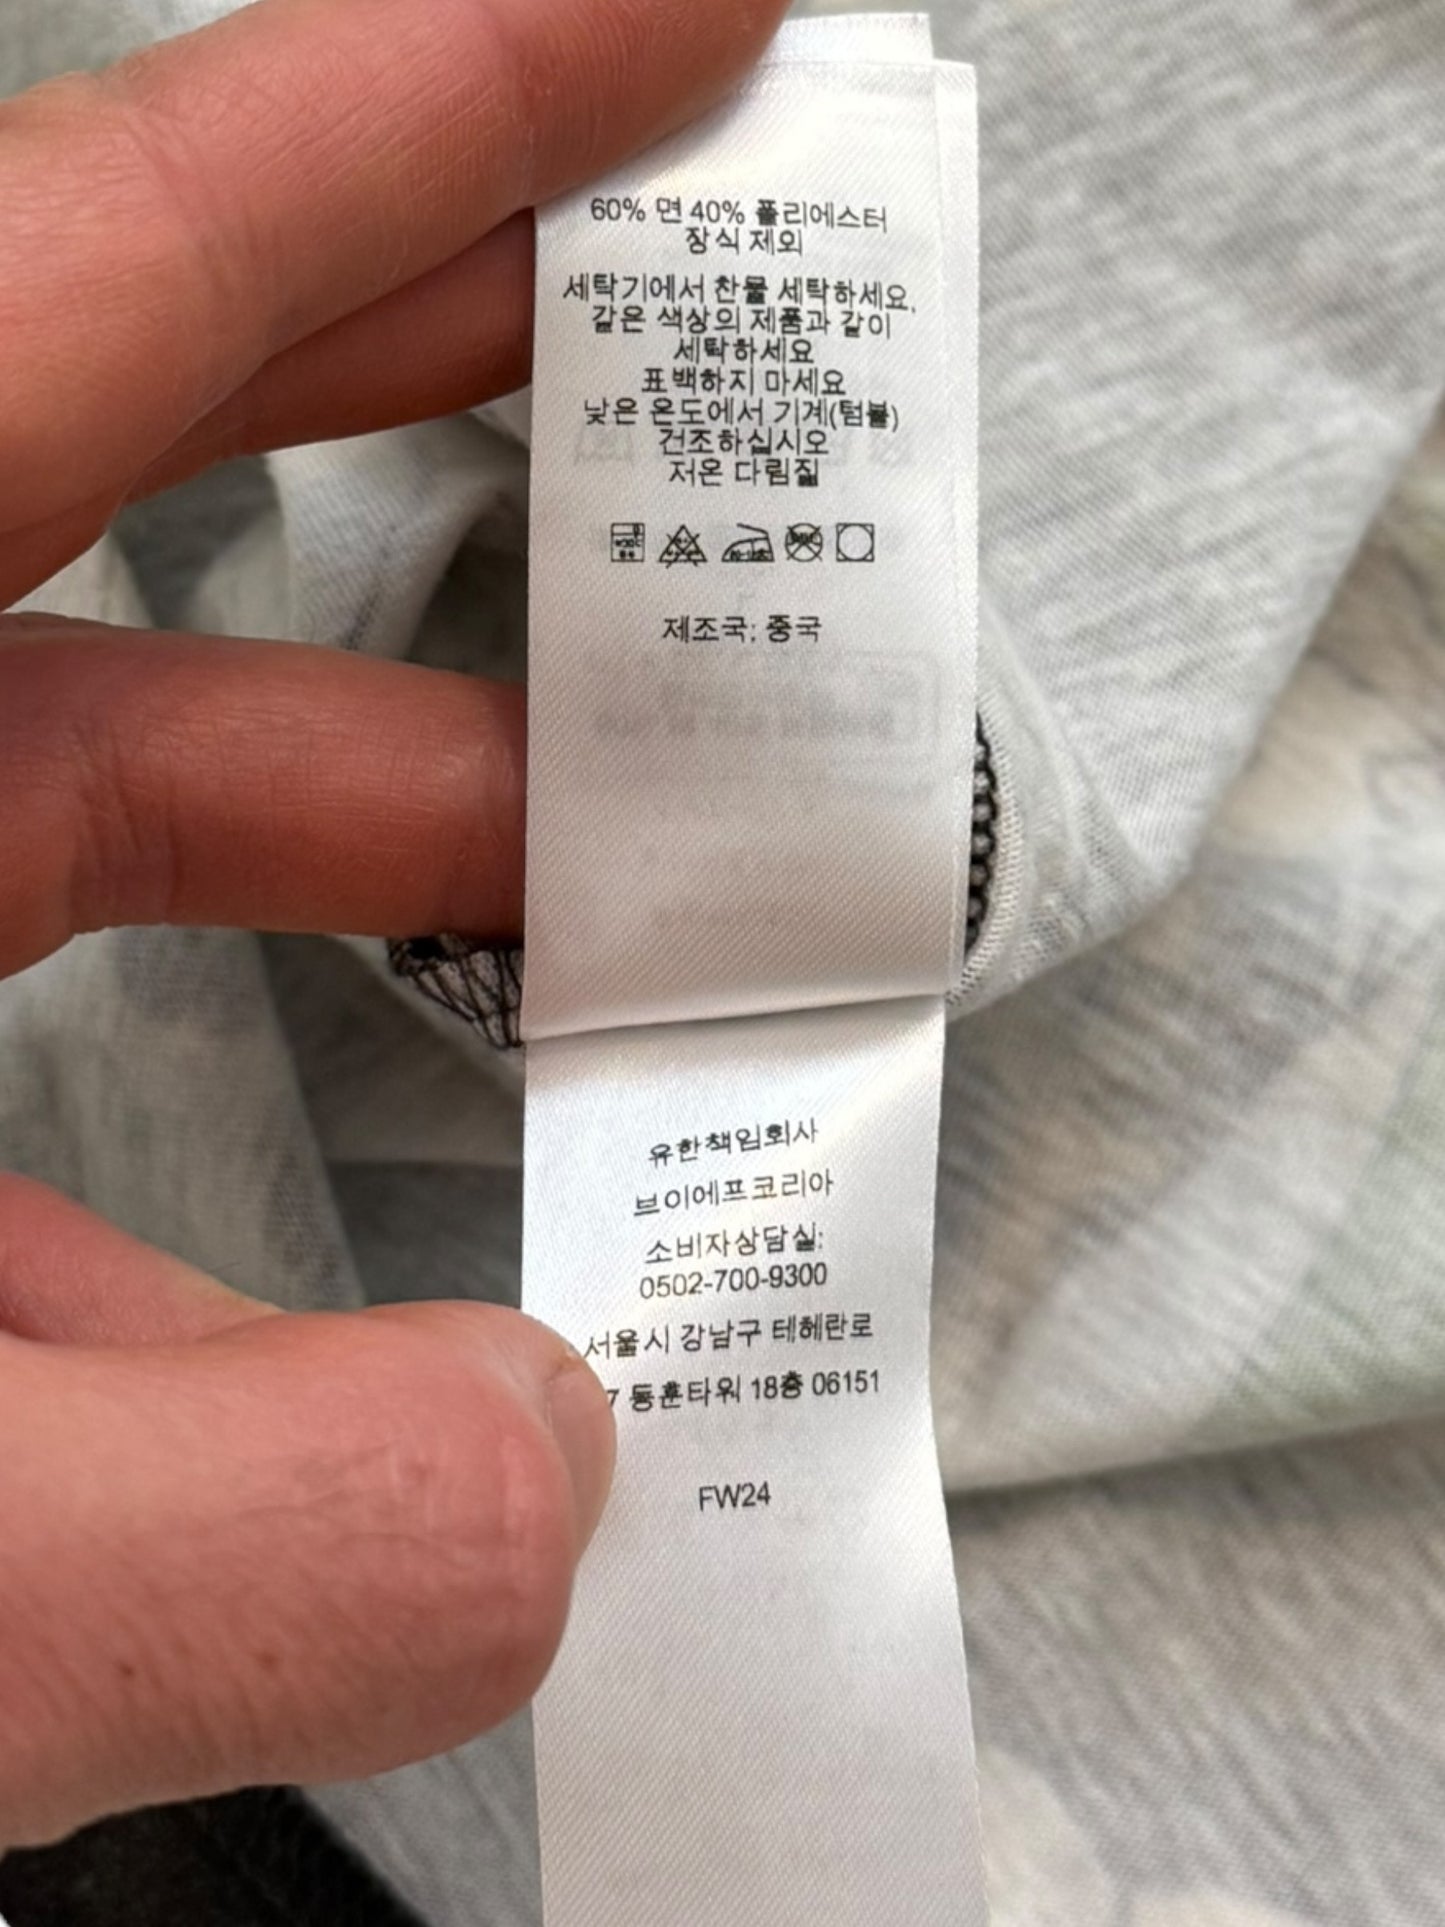 60% 면 40% 폴리에스터
장식 제외
세탁기에서 찬물 세탁하세요.
같은 색상의 제품과 같이
세탁하세요
표백하지 마세요
낮은 온도에서 기계(텀블)
건조하십시오
저온 다림질
제조국: 중국
유한책임회사
브이에프코리아
소비자상담실:
0502-700-9300
서울시 강남구 테헤란로
7 동훈타워 18층 06151
FW24